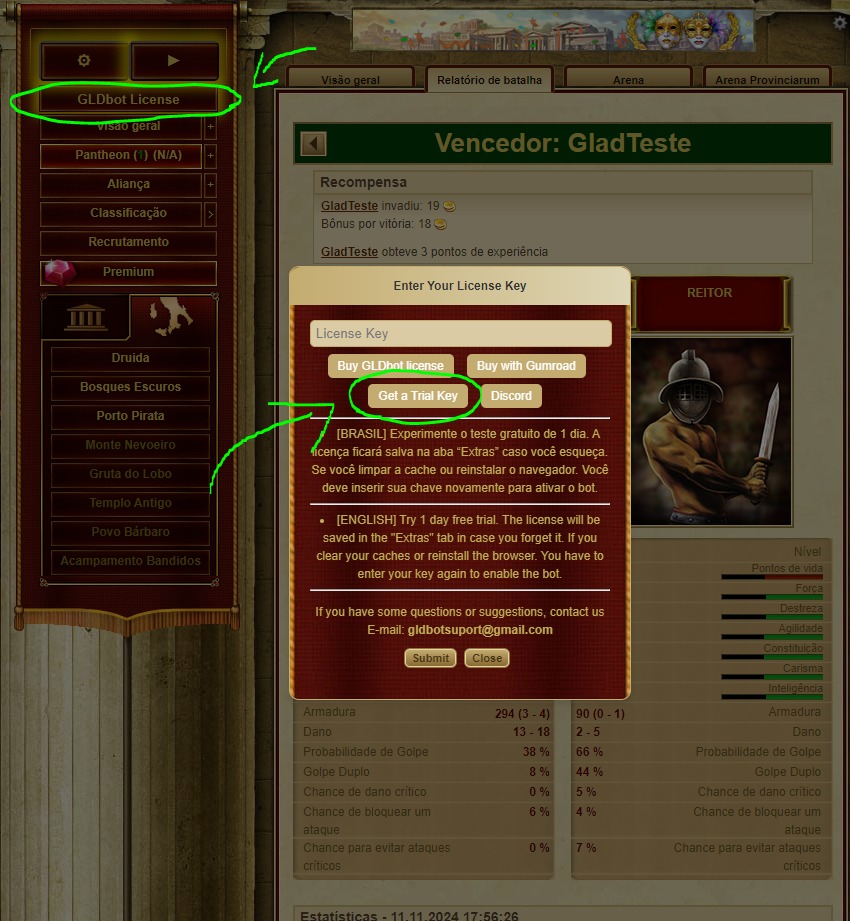 GLDbot License
Visão geral +
Pantheon (1) (N/A) +
Aliança +
Classificação >
Recrutamento
Premium
Druida
Bosques Escuros
Porto Pirata
Monte Nevoeiro
Gruta do Lobo
Templo Antigo
Povo Bárbaro
Acampamento Bandidos
Visão geral
Relatório de batalha
Arena
Arena Provinciarum
Vencedor: GladTeste
Recompensa
GladTeste invadiu: 19
Bônus por vitória: 18
GladTeste obteve 3 pontos de experiência
REITOR
Enter Your License Key
License Key
Buy GLDbot license
Buy with Gumroad
Get a Trial Key
Discord
[BRASIL] Experimente o teste gratuito de 1 dia. A
licença ficará salva na aba “Extras” caso você esqueça.
Se você limpar a cache ou reinstalar o navegador. Você
deve inserir sua chave novamente para ativar o bot.
• [ENGLISH] Try 1 day free trial. The license will be
saved in the "Extras" tab in case you forget it. If you
clear your caches or reinstall the browser. You have to
enter your key again to enable the bot.
If you have some questions or suggestions, contact us
E-mail: gldbotsuport@gmail.com
Submit
Close
Nível
Pontos de vida
Força
Destreza
Agilidade
Constituição
Carisma
Inteligência
Armadura 294 (3 - 4)
Dano 13 - 18
Probabilidade de Golpe 38 %
Golpe Duplo 8 %
Chance de dano crítico 0 %
Chance de bloquear um 6 %
ataque
Chance para evitar ataques 0 %
críticos
90 (0 - 1) Armadura
2 - 5 Dano
66 % Probabilidade de Golpe
44 % Golpe Duplo
5 % Chance de dano crítico
4 % Chance de bloquear um
ataque
7 % Chance para evitar ataques
críticos
Estatísticas - 11.11.2024 17:56:26